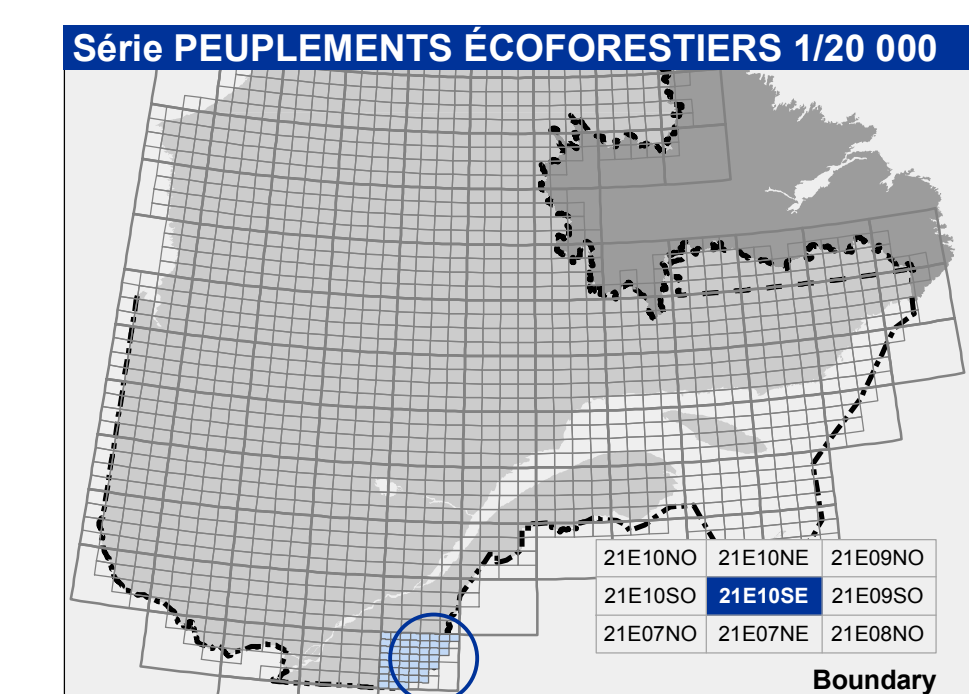 Série PEUPLEMENTS ÉCOFORESTIERS 1/20 000
21E10NO 21E10NE 21E09NO
21E10SO 21E10SE 21E09SO
21E07NO 21E07NE 21E08NO
Boundary